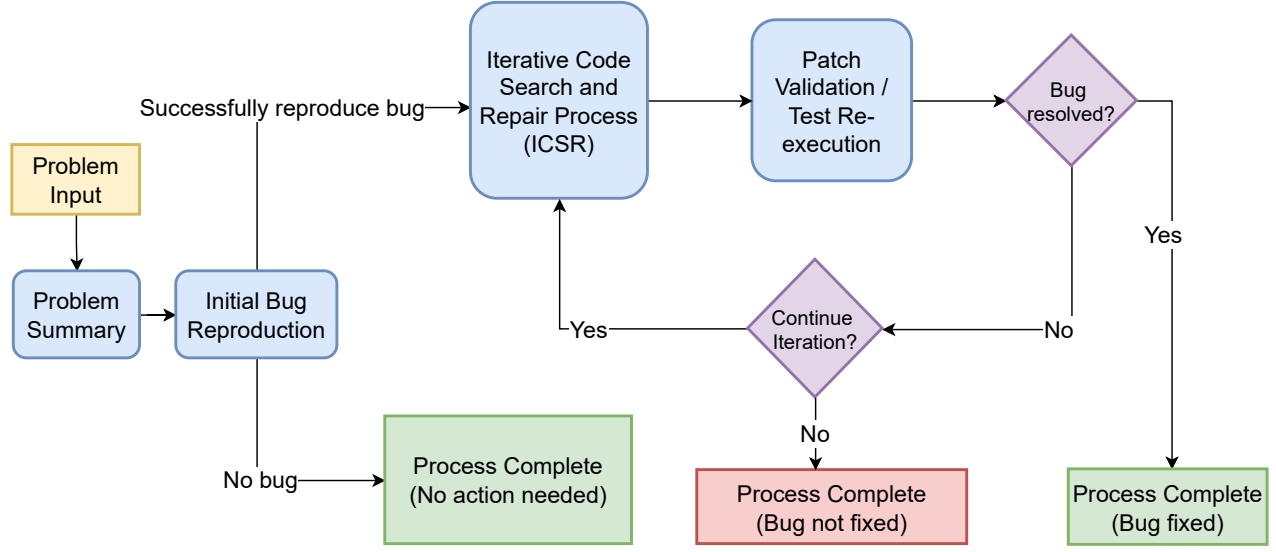 Problem
Input
Problem
Summary
Initial Bug
Reproduction
Successfully reproduce bug
No bug
Process Complete
(No action needed)
Iterative Code
Search and
Repair Process
(ICSR)
Patch
Validation /
Test Re-
execution
Bug
resolved?
Yes
No
Continue
Iteration?
Yes
No
Process Complete
(Bug not fixed)
Process Complete
(Bug fixed)